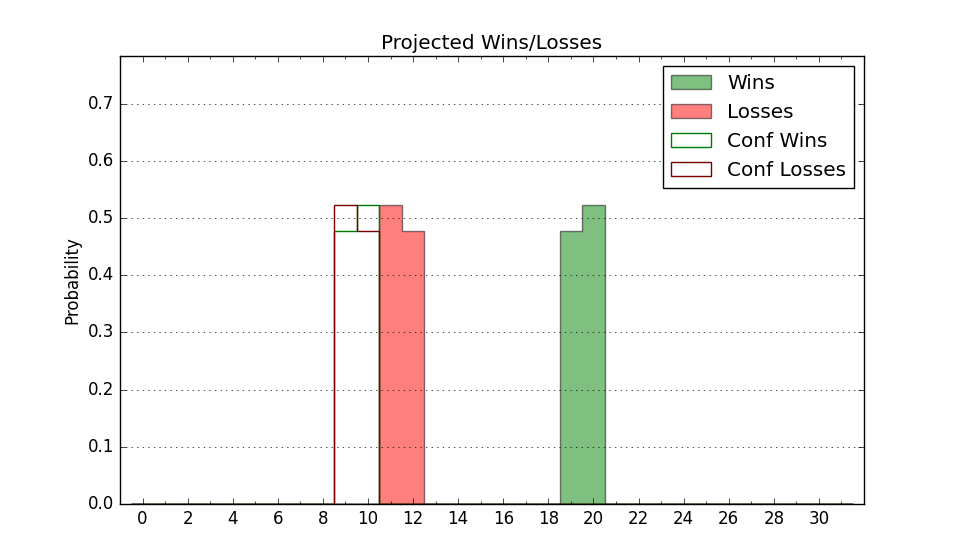 Projected Wins/Losses
Wins
Losses
Conf Wins
Conf Losses
Probability
0.7
0.6
0.5
0.4
0.3
0.2
0.1
0.0
0 2 4 6 8 10 12 14 16 18 20 22 24 26 28 30